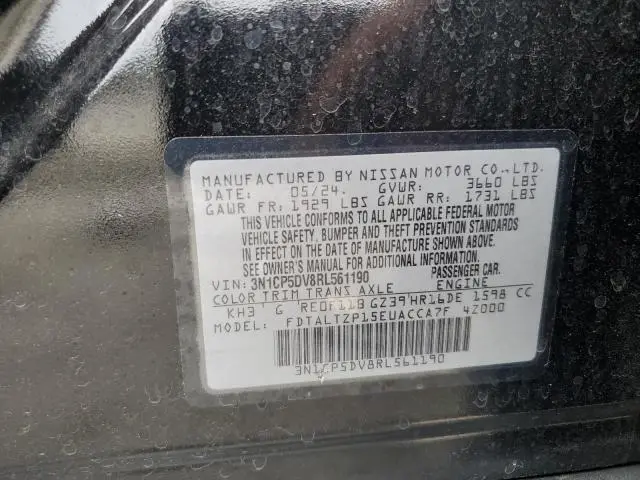 MANUFACTURED BY NISSAN MOTOR CO.,LTD.
DATE: 05/24. GVWR: 3660 LBS
GAWR FR: 1929 LBS GAWR RR: 1731 LBS
THIS VEHICLE CONFORMS TO ALL APPLICABLE FEDERAL MOTOR
VEHICLE SAFETY, BUMPER AND THEFT PREVENTION STANDARDS
IN EFFECT ON THE DATE OF MANUFACTURE SHOWN ABOVE.
SEE OWNER'S MANUAL FOR ADDITIONAL INFORMATION.
VIN: 3N1CP5DV8RL561190 PASSENGER CAR.
COLOR TRIM TRANS AXLE ENGINE
KH3 G RE0F11B GZ39 HR16DE 1598 CC
MODEL: FDTALTZP15EUACCA7F 4Z000
3N1CP5DV8RL561190